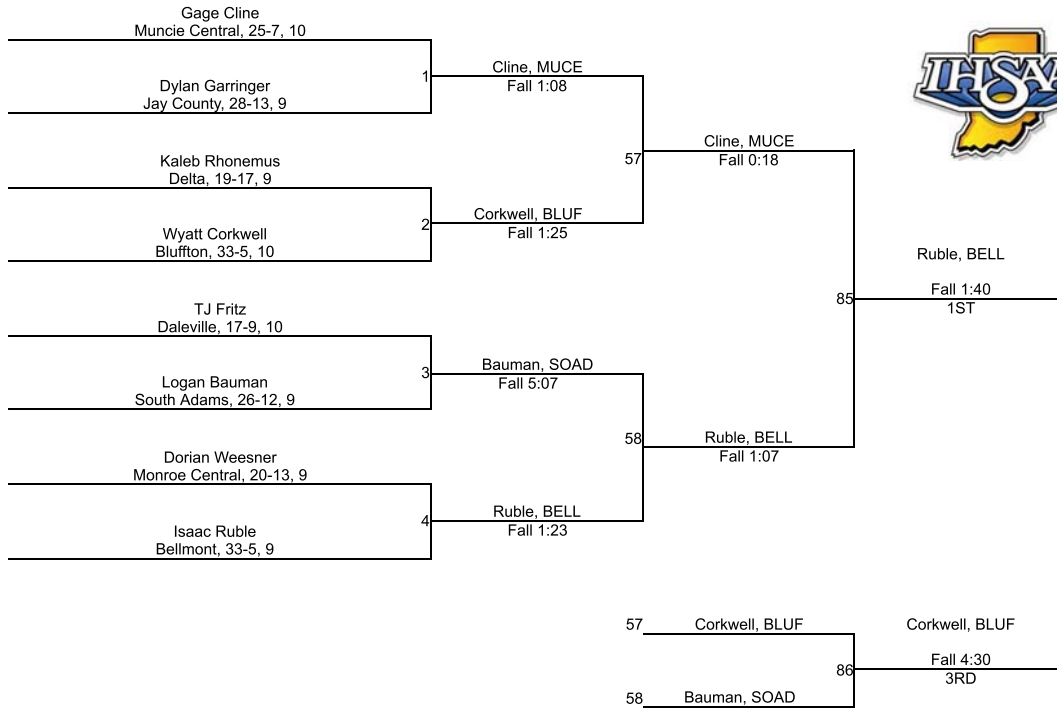 Gage Cline
Muncie Central, 25-7, 10
1
Cline, MUCE
Fall 1:08
Dylan Garringer
Jay County, 28-13, 9
IHSAA
57
Cline, MUCE
Fall 0:18
Kaleb Rhonemus
Delta, 19-17, 9
2
Corkwell, BLUF
Fall 1:25
Wyatt Corkwell
Bluffton, 33-5, 10
85
Ruble, BELL
Fall 1:40
1ST
TJ Fritz
Daleville, 17-9, 10
3
Bauman, SOAD
Fall 5:07
Logan Bauman
South Adams, 26-12, 9
58
Ruble, BELL
Fall 1:07
Dorian Weesner
Monroe Central, 20-13, 9
4
Ruble, BELL
Fall 1:23
Isaac Ruble
Bellmont, 33-5, 9
57
Corkwell, BLUF
86
Corkwell, BLUF
Fall 4:30
3RD
58
Bauman, SOAD